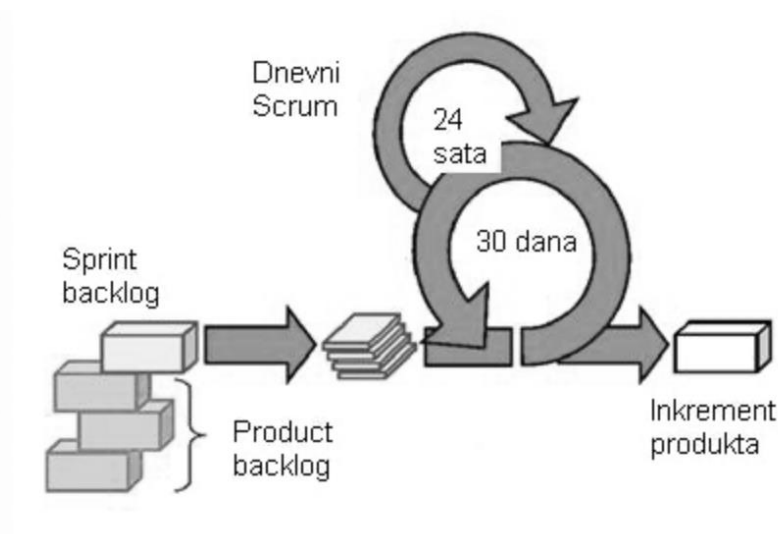 Dnevni
Scrum
24
sata
30 dana
Sprint
backlog
Product
backlog
Inkrement
produkta